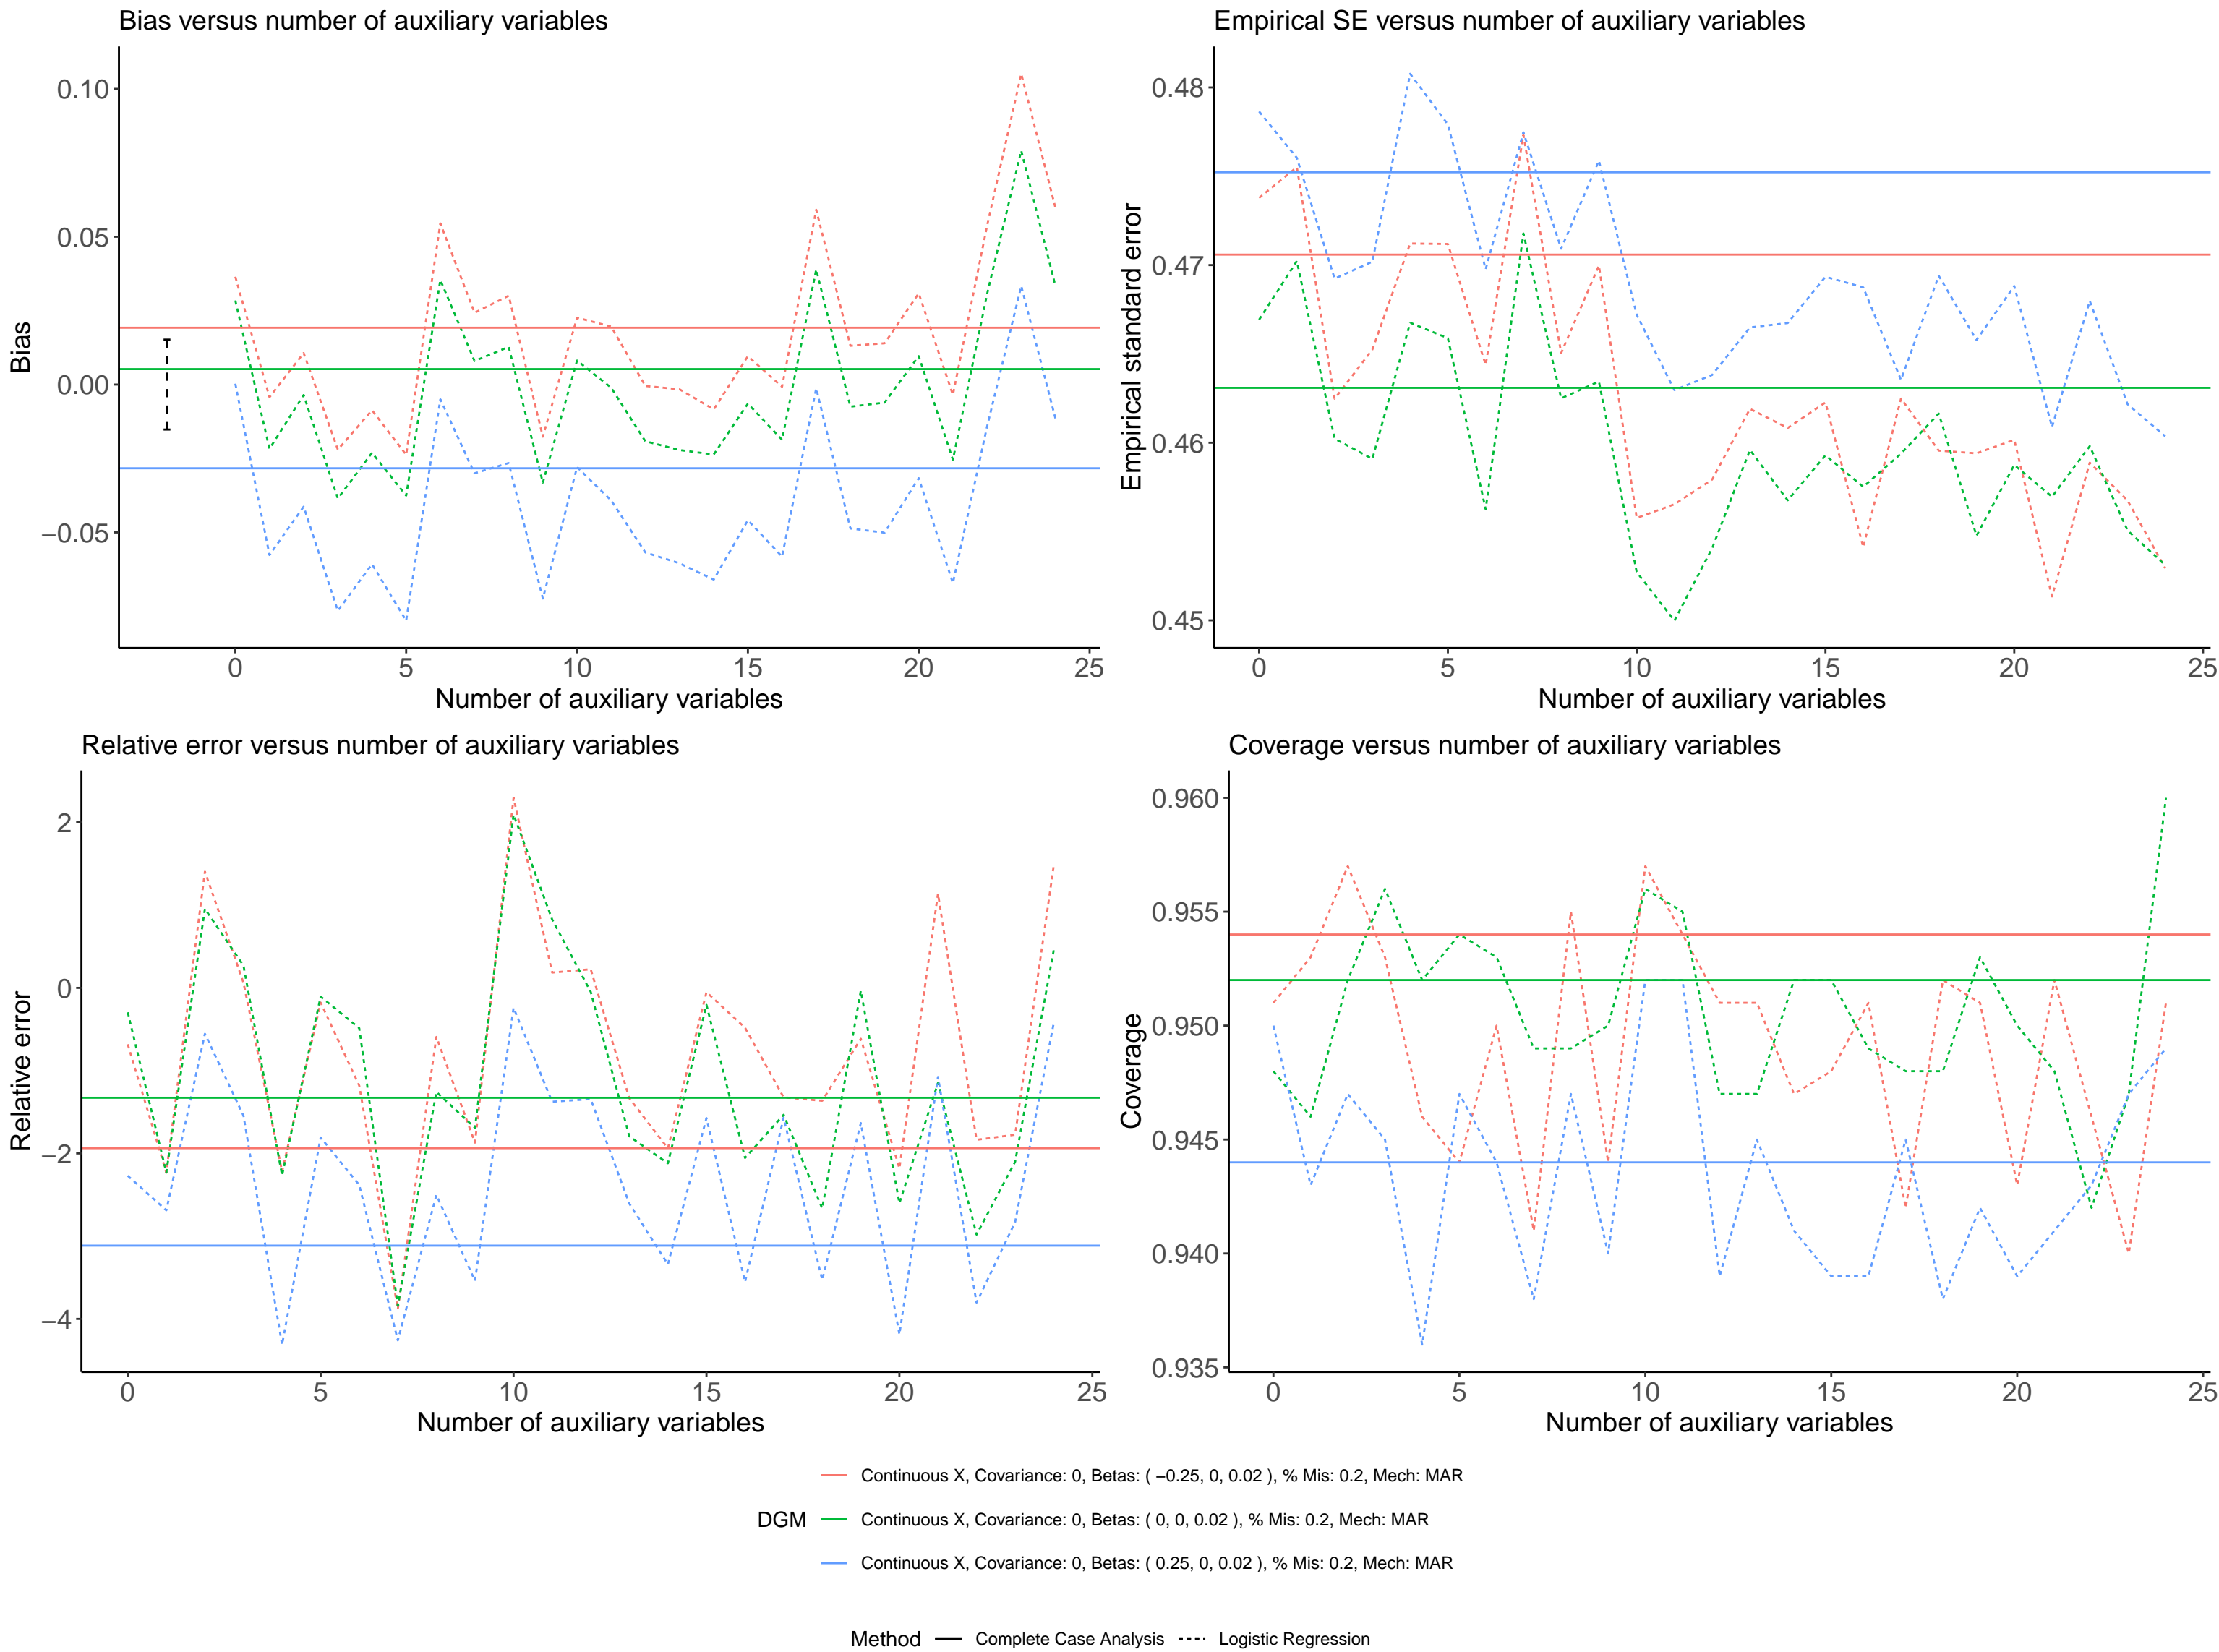 Bias versus number of auxiliary variables
Bias
0.10
0.05
0.00
−0.05
0 5 10 15 20 25
Number of auxiliary variables
Empirical SE versus number of auxiliary variables
Empirical standard error
0.48
0.47
0.46
0.45
0 5 10 15 20 25
Number of auxiliary variables
Relative error versus number of auxiliary variables
Relative error
2
0
−2
−4
0 5 10 15 20 25
Number of auxiliary variables
Coverage versus number of auxiliary variables
Coverage
0.960
0.955
0.950
0.945
0.940
0.935
0 5 10 15 20 25
Number of auxiliary variables
DGM
Continuous X, Covariance: 0, Betas: ( −0.25, 0, 0.02 ), % Mis: 0.2, Mech: MAR
Continuous X, Covariance: 0, Betas: ( 0, 0, 0.02 ), % Mis: 0.2, Mech: MAR
Continuous X, Covariance: 0, Betas: ( 0.25, 0, 0.02 ), % Mis: 0.2, Mech: MAR
Method Complete Case Analysis Logistic Regression